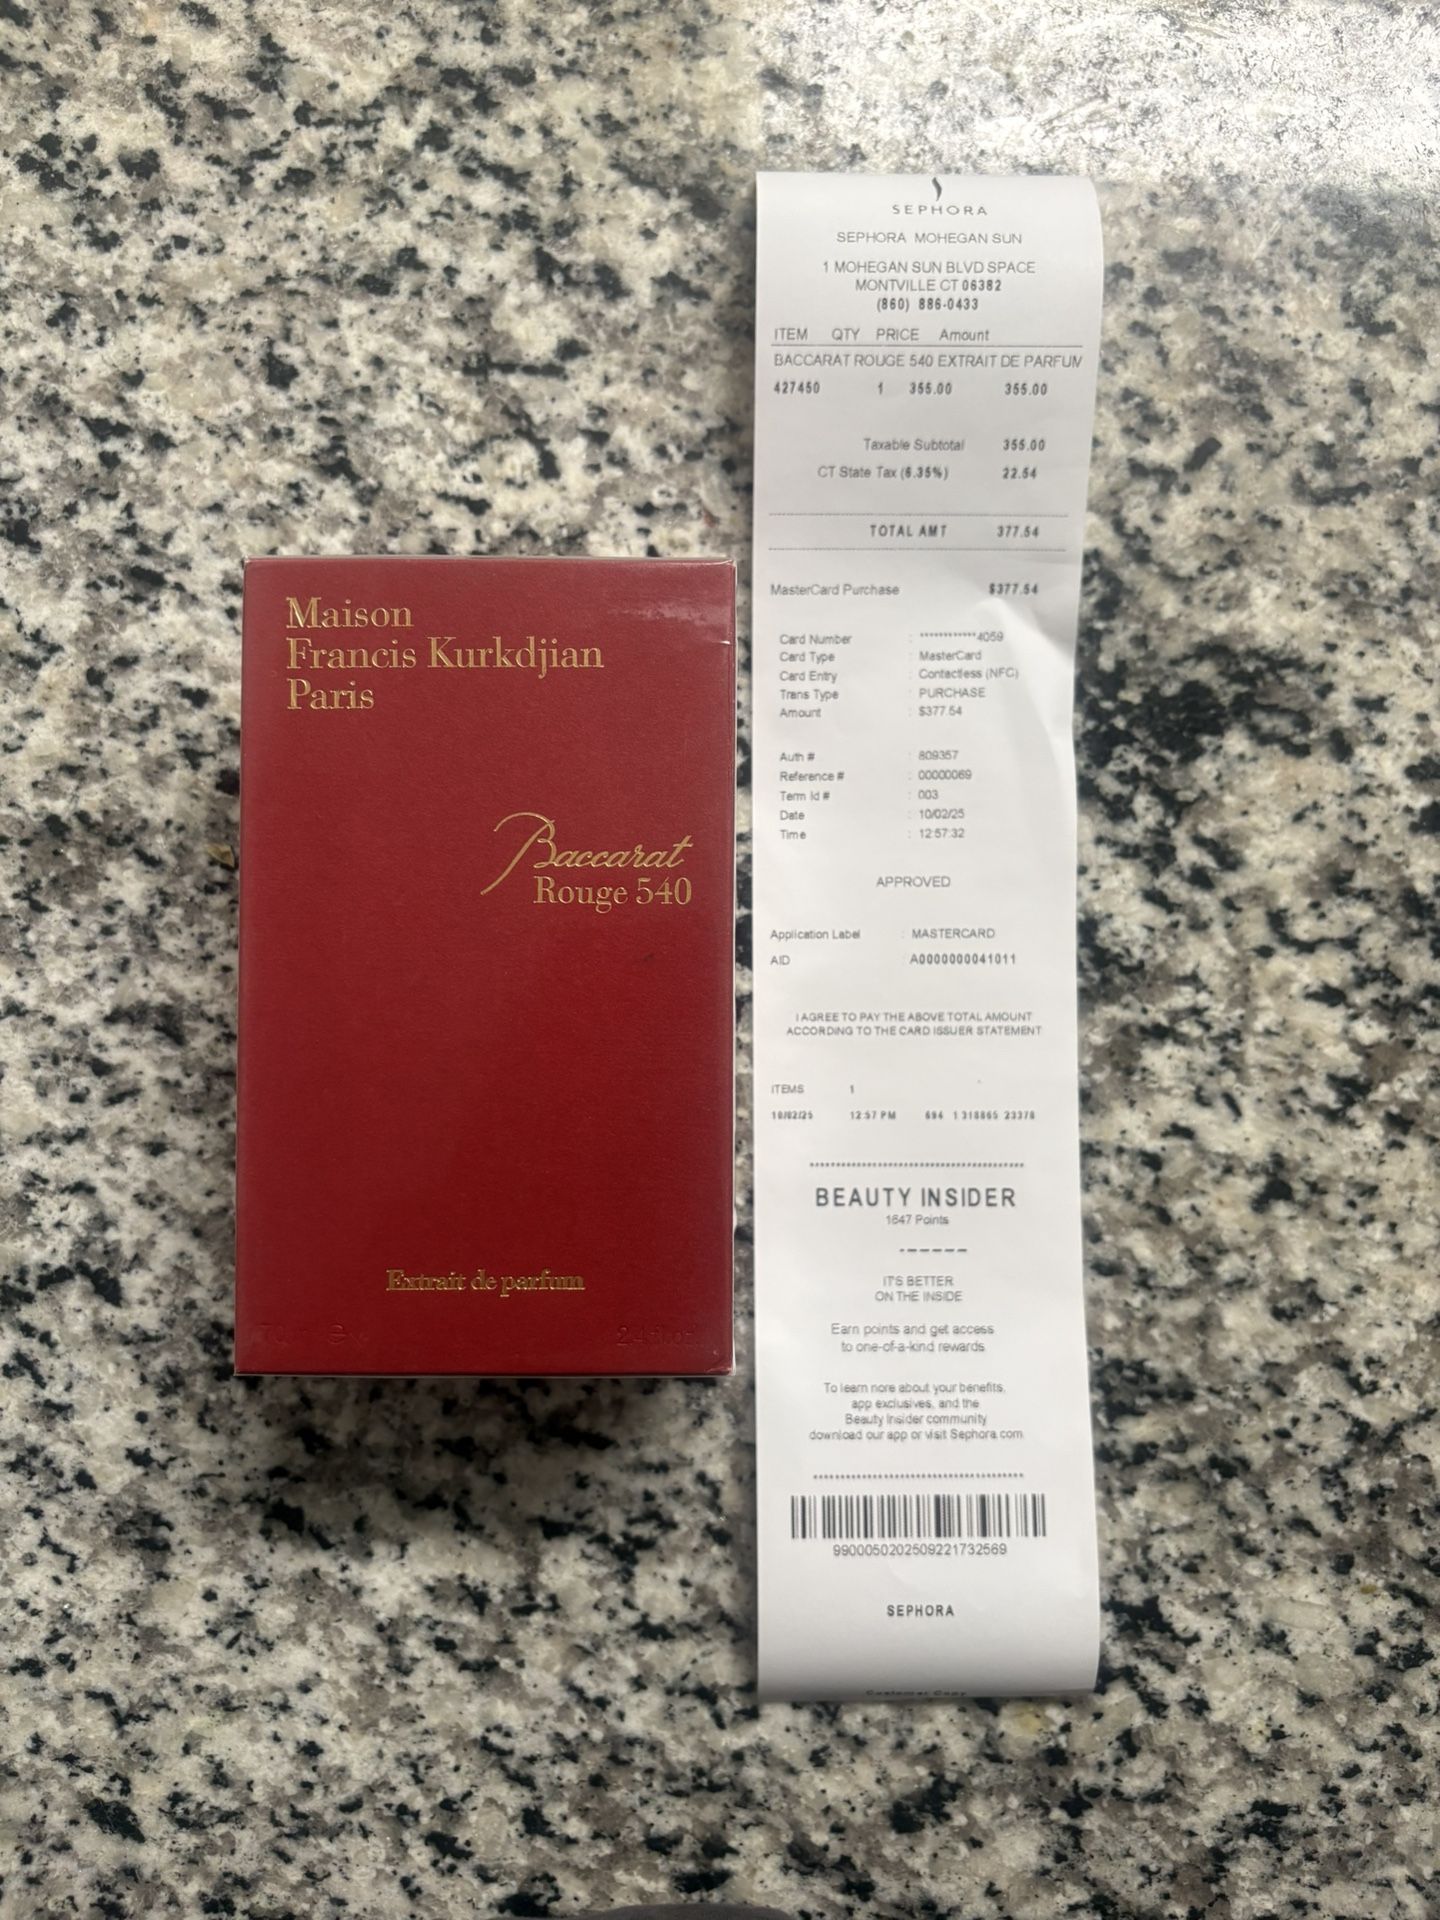 Maison
Francis Kurkdjian
Paris
Baccarat
Rouge 540
Extrait de parfum
SEPHORA
SEPHORA MOHEGAN SUN
1 MOHEGAN SUN BLVD SPACE
MONTVILLE CT 06382
(860) 886-0433
ITEM QTY PRICE Amount
BACCARAT ROUGE 540 EXTRAIT DE PARFUM
427450 1 355.00 355.00
Taxable Subtotal 355.00
CT State Tax (6.35%) 22.54
TOTAL AMT 377.54
MasterCard Purchase $377.54
Card Number : ************4059
Card Type : MasterCard
Card Entry : Contactless (NFC)
Trans Type : PURCHASE
Amount : $377.54
Auth # : 809357
Reference # : 00000069
Term Id # : 003
Date : 10/02/25
Time : 12:57:32
APPROVED
Application Label : MASTERCARD
AID : A0000000041011
I AGREE TO PAY THE ABOVE TOTAL AMOUNT
ACCORDING TO THE CARD ISSUER STATEMENT
ITEMS 1
10/02/25 12:57 PM 694 1 318865 23378
BEAUTY INSIDER
1647 Points
IT'S BETTER
ON THE INSIDE
Earn points and get access
to one-of-a-kind rewards
To learn nore about your benefits,
app exclusives, and the
Beauty Insider community
download our app or visit Sephora.com
9900050202509221732569
SEPHORA
Customer Copy